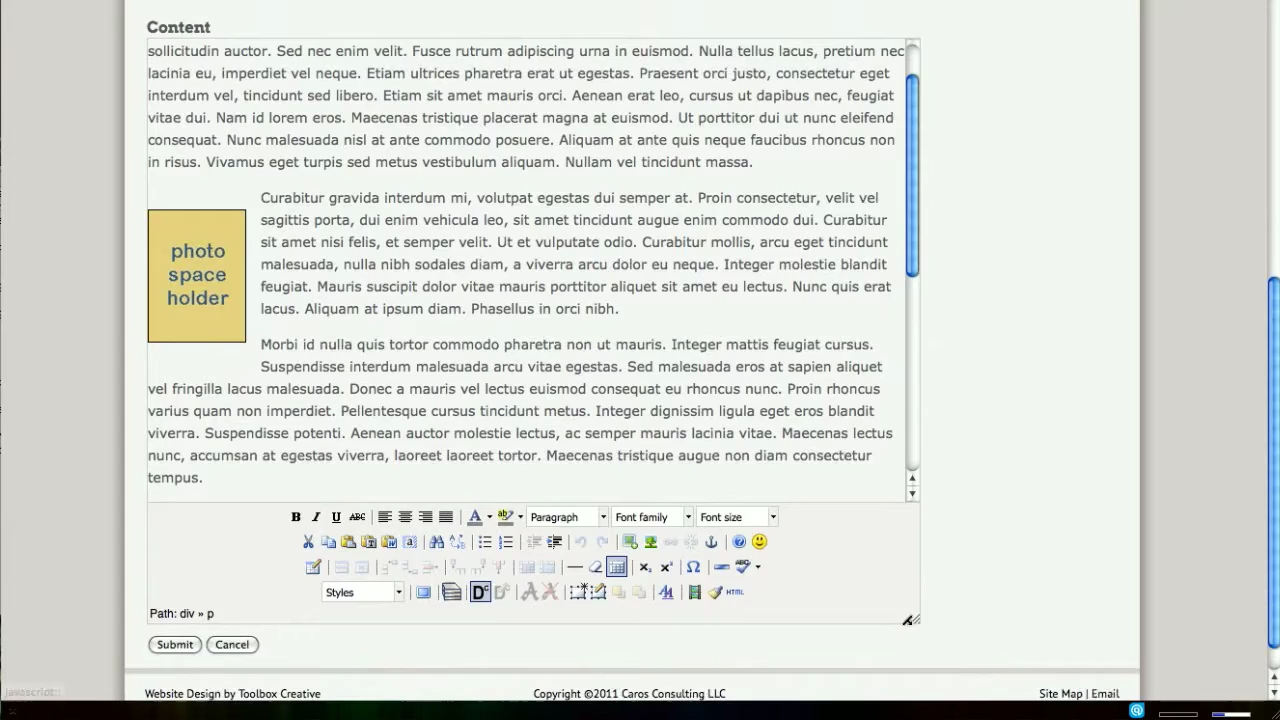 Content
sollicitudin auctor. Sed nec enim velit. Fusce rutrum adipiscing urna in euismod. Nulla tellus lacus, pretium nec
lacinia eu, imperdiet vel neque. Etiam ultrices pharetra erat ut egestas. Praesent orci justo, consectetur eget
interdum vel, tincidunt sed libero. Etiam sit amet mauris orci. Aenean erat leo, cursus ut dapibus nec, feugiat
vitae dui. Nam id lorem eros. Maecenas tristique placerat magna at euismod. Ut porttitor dui ut nunc eleifend
consequat. Nunc malesuada nisl at ante commodo posuere. Aliquam at ante quis neque faucibus rhoncus non
in risus. Vivamus eget turpis sed metus vestibulum aliquam. Nullam vel tincidunt massa.
photo
space
holder
Curabitur gravida interdum mi, volutpat egestas dui semper at. Proin consectetur, velit vel
sagittis porta, dui enim vehicula leo, sit amet tincidunt augue enim commodo dui. Curabitur
sit amet nisi felis, et semper velit. Ut et vulputate odio. Curabitur mollis, arcu eget tincidunt
malesuada, nulla nibh sodales diam, a viverra arcu dolor eu neque. Integer molestie blandit
feugiat. Mauris suscipit dolor vitae mauris porttitor aliquet sit amet eu lectus. Nunc quis erat
lacus. Aliquam at ipsum diam. Phasellus in orci nibh.
Morbi id nulla quis tortor commodo pharetra non ut mauris. Integer mattis feugiat cursus.
Suspendisse interdum malesuada arcu vitae egestas. Sed malesuada eros at sapien aliquet
vel fringilla lacus malesuada. Donec a mauris vel lectus euismod consequat eu rhoncus nunc. Proin rhoncus
varius quam non imperdiet. Pellentesque cursus tincidunt metus. Integer dignissim ligula eget eros blandit
viverra. Suspendisse potenti. Aenean auctor molestie lectus, ac semper mauris lacinia vitae. Maecenas lectus
nunc, accumsan at egestas viverra, laoreet laoreet tortor. Maecenas tristique augue non diam consectetur
tempus.
B I U ABC A ab Paragraph Font family Font size
x₂ x² Ω ABC
Styles HTML
Path: div » p
Submit Cancel
javascript:;
Website Design by Toolbox Creative Copyright ©2011 Caros Consulting LLC Site Map | Email